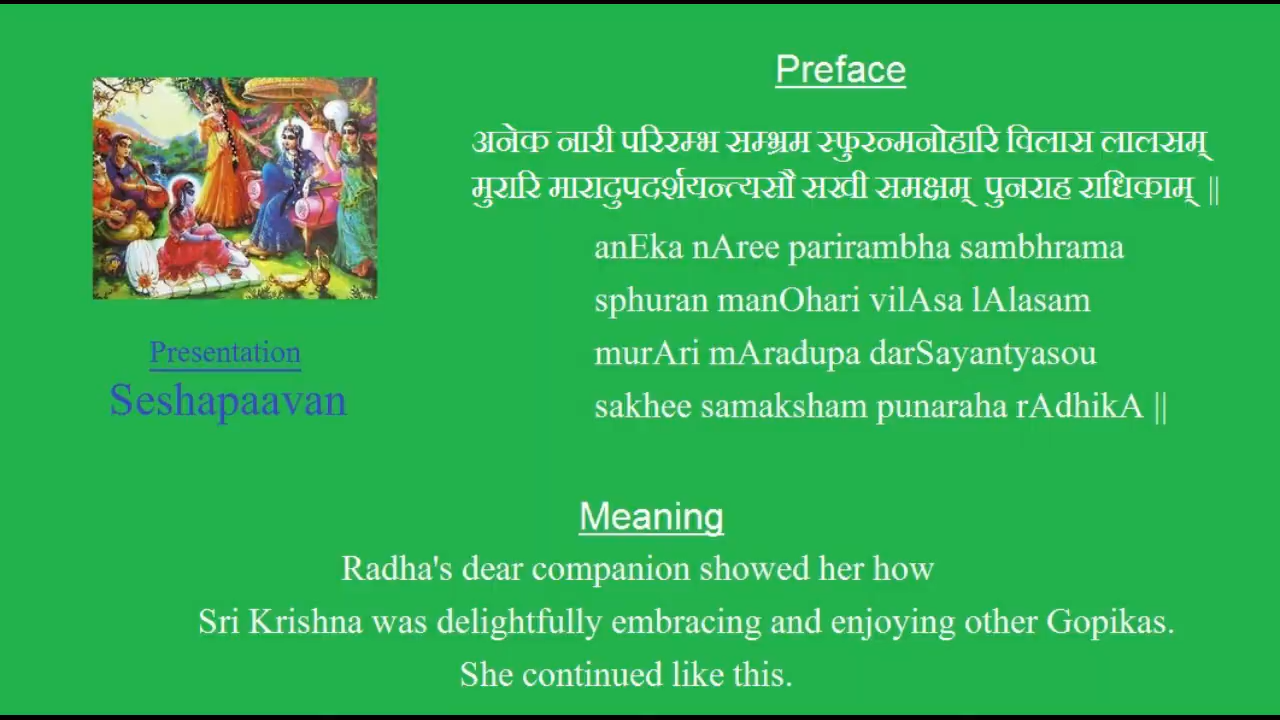 Preface
अनेक नारी परिरम्भ सम्भ्रम स्फुरन्मनोहारि विलास लालसम्
मुरारि मारादुपदर्शयन्त्यसौ सखी समक्षम् पुनराह राधिकाम् ||
anEka nAree parirambha sambhrama
sphuran manOhari vilAsa lAlasam
murAri mAradupa darSayantyasou
sakhee samaksham punaraha rAdhikA ||
Presentation
Seshapaavan
Meaning
Radha's dear companion showed her how
Sri Krishna was delightfully embracing and enjoying other Gopikas.
She continued like this.